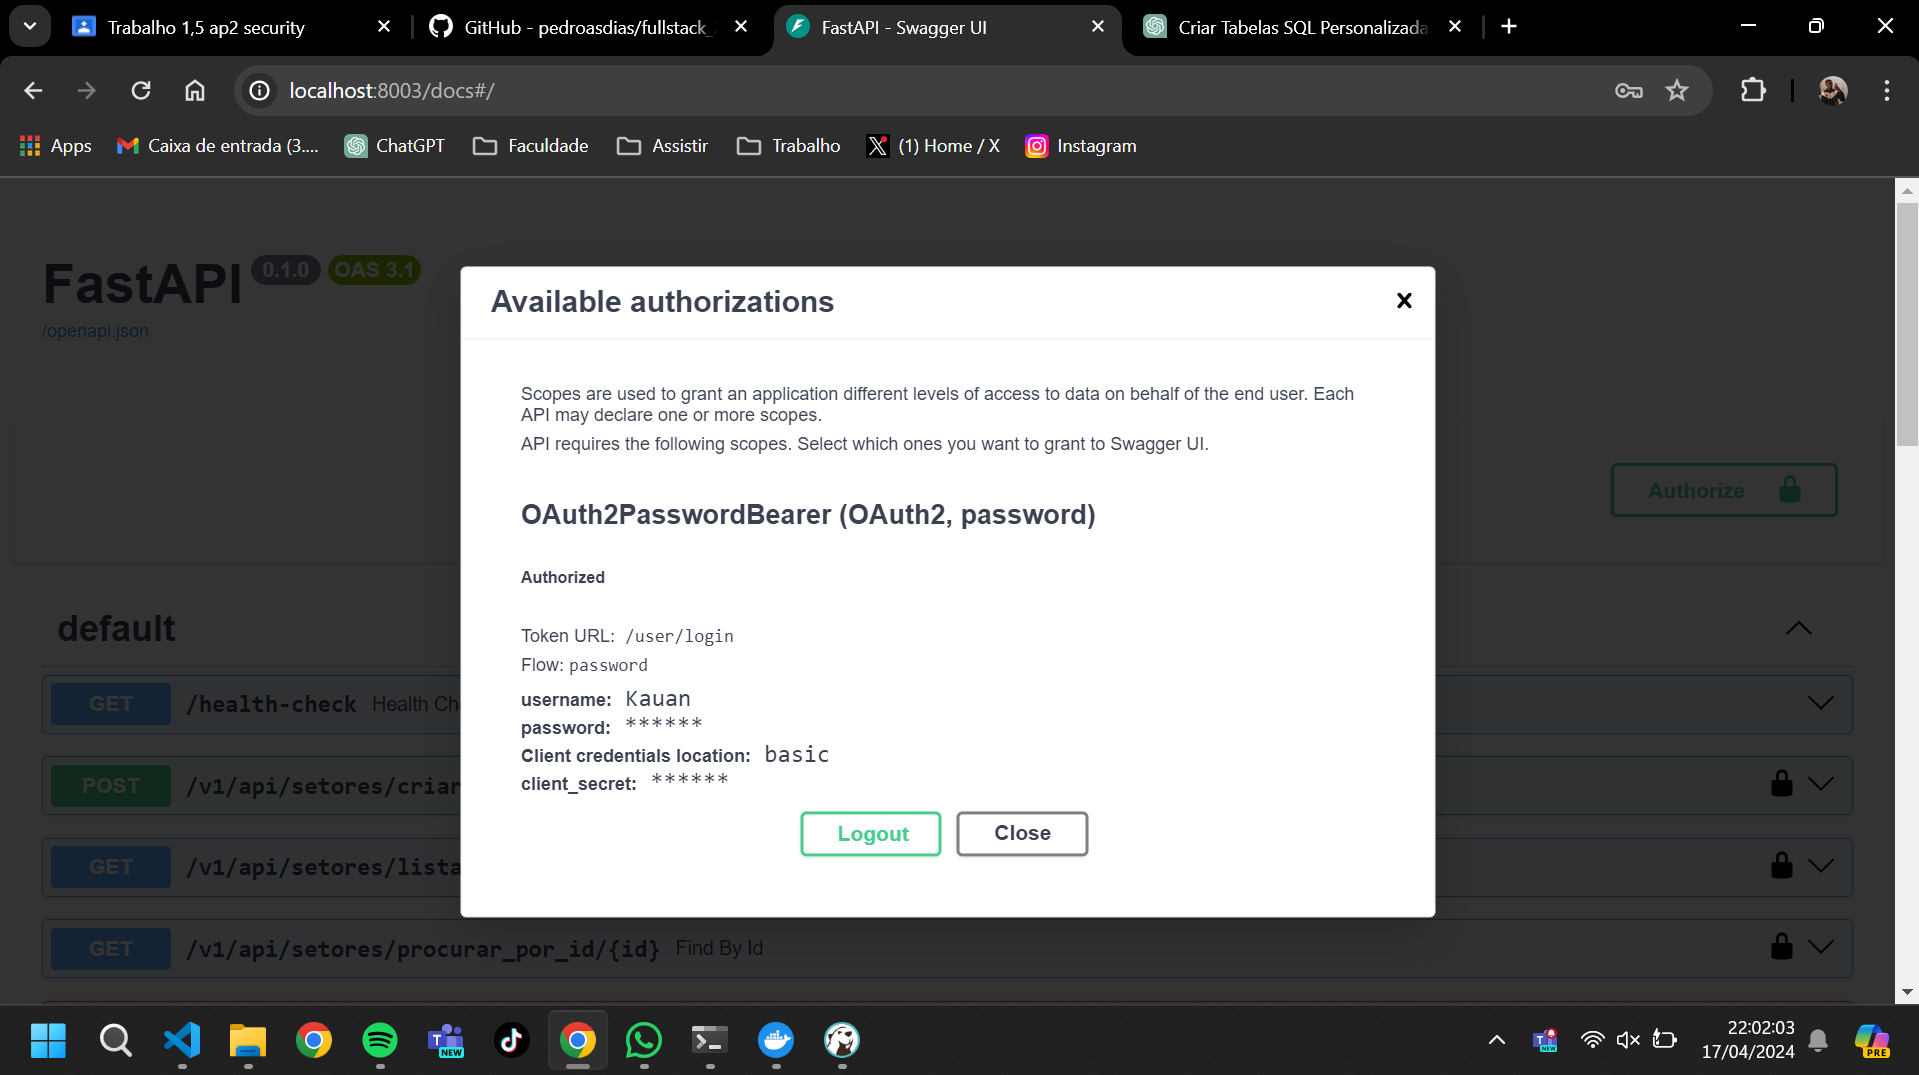 Trabalho 1,5 ap2 security
GitHub - pedroasdias/fullstack_
FastAPI - Swagger UI
Criar Tabelas SQL Personalizada
localhost:8003/docs#/
Apps
Caixa de entrada (3....
ChatGPT
Faculdade
Assistir
Trabalho
(1) Home / X
Instagram
FastAPI 0.1.0 OAS 3.1
/openapi.json
Authorize
Available authorizations
Scopes are used to grant an application different levels of access to data on behalf of the end user. Each
API may declare one or more scopes.
API requires the following scopes. Select which ones you want to grant to Swagger UI.
OAuth2PasswordBearer (OAuth2, password)
Authorized
Token URL: /user/login
Flow: password
username: Kauan
password: ******
Client credentials location: basic
client_secret: ******
Logout
Close
default
GET /health-check Health Ch
POST /v1/api/setores/criar
GET /v1/api/setores/lista
GET /v1/api/setores/procurar_por_id/{id} Find By Id
NEW
NEW
22:02:03
17/04/2024
PRE